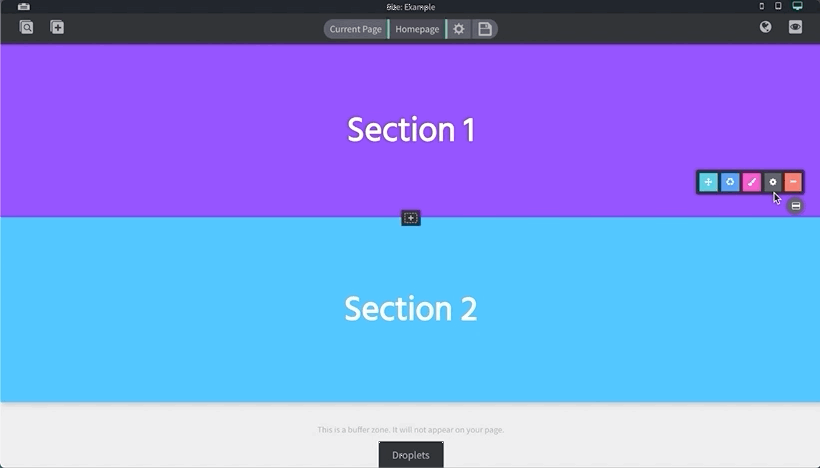 Site: Example
Current Page
Homepage
Section 1
Section 2
This is a buffer zone. It will not appear on your page.
Droplets